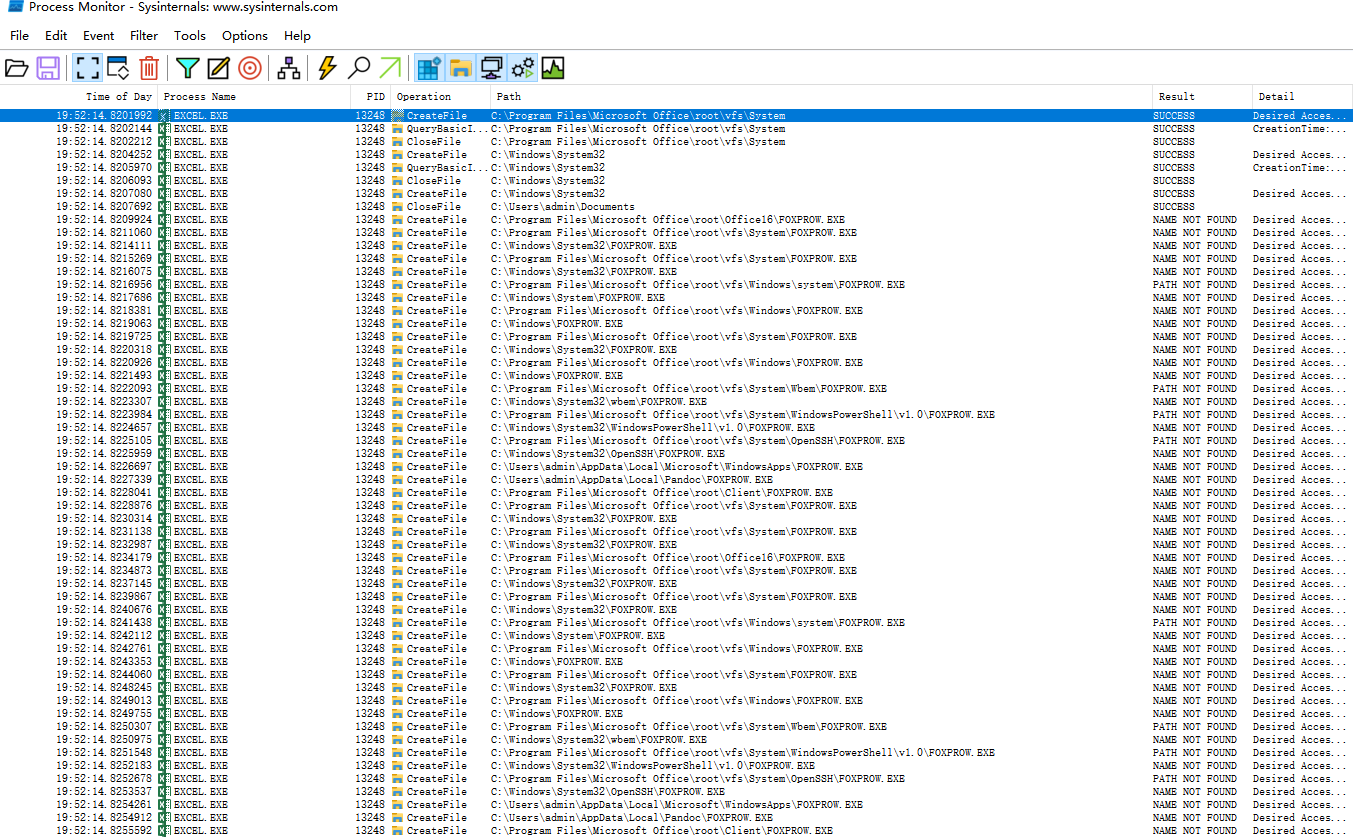 Process Monitor - Sysinternals: www.sysinternals.com
File Edit Event Filter Tools Options Help
Time of Day Process Name PID Operation Path Result Detail
19:52:14.8201992 EXCEL.EXE 13248 CreateFile C:\Program Files\Microsoft Office\root\vfs\System SUCCESS Desired Acces...
19:52:14.8202144 EXCEL.EXE 13248 QueryBasicI... C:\Program Files\Microsoft Office\root\vfs\System SUCCESS CreationTime:...
19:52:14.8202212 EXCEL.EXE 13248 CloseFile C:\Program Files\Microsoft Office\root\vfs\System SUCCESS
19:52:14.8204252 EXCEL.EXE 13248 CreateFile C:\Windows\System32 SUCCESS Desired Acces...
19:52:14.8205970 EXCEL.EXE 13248 QueryBasicI... C:\Windows\System32 SUCCESS CreationTime:...
19:52:14.8206093 EXCEL.EXE 13248 CloseFile C:\Windows\System32 SUCCESS
19:52:14.8207080 EXCEL.EXE 13248 CreateFile C:\Windows\System32 SUCCESS Desired Acces...
19:52:14.8207692 EXCEL.EXE 13248 CloseFile C:\Users\admin\Documents SUCCESS
19:52:14.8209924 EXCEL.EXE 13248 CreateFile C:\Program Files\Microsoft Office\root\Office16\FOXPROW.EXE NAME NOT FOUND Desired Acces...
19:52:14.8211060 EXCEL.EXE 13248 CreateFile C:\Program Files\Microsoft Office\root\vfs\System\FOXPROW.EXE NAME NOT FOUND Desired Acces...
19:52:14.8214111 EXCEL.EXE 13248 CreateFile C:\Windows\System32\FOXPROW.EXE NAME NOT FOUND Desired Acces...
19:52:14.8215269 EXCEL.EXE 13248 CreateFile C:\Program Files\Microsoft Office\root\vfs\System\FOXPROW.EXE NAME NOT FOUND Desired Acces...
19:52:14.8216075 EXCEL.EXE 13248 CreateFile C:\Windows\System32\FOXPROW.EXE NAME NOT FOUND Desired Acces...
19:52:14.8216956 EXCEL.EXE 13248 CreateFile C:\Program Files\Microsoft Office\root\vfs\Windows\system\FOXPROW.EXE PATH NOT FOUND Desired Acces...
19:52:14.8217686 EXCEL.EXE 13248 CreateFile C:\Windows\System\FOXPROW.EXE NAME NOT FOUND Desired Acces...
19:52:14.8218381 EXCEL.EXE 13248 CreateFile C:\Program Files\Microsoft Office\root\vfs\Windows\FOXPROW.EXE NAME NOT FOUND Desired Acces...
19:52:14.8219063 EXCEL.EXE 13248 CreateFile C:\Windows\FOXPROW.EXE NAME NOT FOUND Desired Acces...
19:52:14.8219725 EXCEL.EXE 13248 CreateFile C:\Program Files\Microsoft Office\root\vfs\System\FOXPROW.EXE NAME NOT FOUND Desired Acces...
19:52:14.8220318 EXCEL.EXE 13248 CreateFile C:\Windows\System32\FOXPROW.EXE NAME NOT FOUND Desired Acces...
19:52:14.8220926 EXCEL.EXE 13248 CreateFile C:\Program Files\Microsoft Office\root\vfs\Windows\FOXPROW.EXE NAME NOT FOUND Desired Acces...
19:52:14.8221493 EXCEL.EXE 13248 CreateFile C:\Windows\FOXPROW.EXE NAME NOT FOUND Desired Acces...
19:52:14.8222093 EXCEL.EXE 13248 CreateFile C:\Program Files\Microsoft Office\root\vfs\System\Wbem\FOXPROW.EXE PATH NOT FOUND Desired Acces...
19:52:14.8223307 EXCEL.EXE 13248 CreateFile C:\Windows\System32\wbem\FOXPROW.EXE NAME NOT FOUND Desired Acces...
19:52:14.8223984 EXCEL.EXE 13248 CreateFile C:\Program Files\Microsoft Office\root\vfs\System\WindowsPowerShell\v1.0\FOXPROW.EXE PATH NOT FOUND Desired Acces...
19:52:14.8224657 EXCEL.EXE 13248 CreateFile C:\Windows\System32\WindowsPowerShell\v1.0\FOXPROW.EXE NAME NOT FOUND Desired Acces...
19:52:14.8225105 EXCEL.EXE 13248 CreateFile C:\Program Files\Microsoft Office\root\vfs\System\OpenSSH\FOXPROW.EXE PATH NOT FOUND Desired Acces...
19:52:14.8225959 EXCEL.EXE 13248 CreateFile C:\Windows\System32\OpenSSH\FOXPROW.EXE NAME NOT FOUND Desired Acces...
19:52:14.8226697 EXCEL.EXE 13248 CreateFile C:\Users\admin\AppData\Local\Microsoft\WindowsApps\FOXPROW.EXE NAME NOT FOUND Desired Acces...
19:52:14.8227339 EXCEL.EXE 13248 CreateFile C:\Users\admin\AppData\Local\Pandoc\FOXPROW.EXE NAME NOT FOUND Desired Acces...
19:52:14.8228041 EXCEL.EXE 13248 CreateFile C:\Program Files\Microsoft Office\root\Client\FOXPROW.EXE NAME NOT FOUND Desired Acces...
19:52:14.8228876 EXCEL.EXE 13248 CreateFile C:\Program Files\Microsoft Office\root\vfs\System\FOXPROW.EXE NAME NOT FOUND Desired Acces...
19:52:14.8230314 EXCEL.EXE 13248 CreateFile C:\Windows\System32\FOXPROW.EXE NAME NOT FOUND Desired Acces...
19:52:14.8231138 EXCEL.EXE 13248 CreateFile C:\Program Files\Microsoft Office\root\vfs\System\FOXPROW.EXE NAME NOT FOUND Desired Acces...
19:52:14.8232987 EXCEL.EXE 13248 CreateFile C:\Windows\System32\FOXPROW.EXE NAME NOT FOUND Desired Acces...
19:52:14.8234179 EXCEL.EXE 13248 CreateFile C:\Program Files\Microsoft Office\root\Office16\FOXPROW.EXE NAME NOT FOUND Desired Acces...
19:52:14.8234873 EXCEL.EXE 13248 CreateFile C:\Program Files\Microsoft Office\root\vfs\System\FOXPROW.EXE NAME NOT FOUND Desired Acces...
19:52:14.8237145 EXCEL.EXE 13248 CreateFile C:\Windows\System32\FOXPROW.EXE NAME NOT FOUND Desired Acces...
19:52:14.8239867 EXCEL.EXE 13248 CreateFile C:\Program Files\Microsoft Office\root\vfs\System\FOXPROW.EXE NAME NOT FOUND Desired Acces...
19:52:14.8240676 EXCEL.EXE 13248 CreateFile C:\Windows\System32\FOXPROW.EXE NAME NOT FOUND Desired Acces...
19:52:14.8241438 EXCEL.EXE 13248 CreateFile C:\Program Files\Microsoft Office\root\vfs\Windows\system\FOXPROW.EXE PATH NOT FOUND Desired Acces...
19:52:14.8242112 EXCEL.EXE 13248 CreateFile C:\Windows\System\FOXPROW.EXE NAME NOT FOUND Desired Acces...
19:52:14.8242761 EXCEL.EXE 13248 CreateFile C:\Program Files\Microsoft Office\root\vfs\Windows\FOXPROW.EXE NAME NOT FOUND Desired Acces...
19:52:14.8243353 EXCEL.EXE 13248 CreateFile C:\Windows\FOXPROW.EXE NAME NOT FOUND Desired Acces...
19:52:14.8244060 EXCEL.EXE 13248 CreateFile C:\Program Files\Microsoft Office\root\vfs\System\FOXPROW.EXE NAME NOT FOUND Desired Acces...
19:52:14.8248245 EXCEL.EXE 13248 CreateFile C:\Windows\System32\FOXPROW.EXE NAME NOT FOUND Desired Acces...
19:52:14.8249013 EXCEL.EXE 13248 CreateFile C:\Program Files\Microsoft Office\root\vfs\Windows\FOXPROW.EXE NAME NOT FOUND Desired Acces...
19:52:14.8249755 EXCEL.EXE 13248 CreateFile C:\Windows\FOXPROW.EXE NAME NOT FOUND Desired Acces...
19:52:14.8250307 EXCEL.EXE 13248 CreateFile C:\Program Files\Microsoft Office\root\vfs\System\Wbem\FOXPROW.EXE PATH NOT FOUND Desired Acces...
19:52:14.8250975 EXCEL.EXE 13248 CreateFile C:\Windows\System32\wbem\FOXPROW.EXE NAME NOT FOUND Desired Acces...
19:52:14.8251548 EXCEL.EXE 13248 CreateFile C:\Program Files\Microsoft Office\root\vfs\System\WindowsPowerShell\v1.0\FOXPROW.EXE PATH NOT FOUND Desired Acces...
19:52:14.8252183 EXCEL.EXE 13248 CreateFile C:\Windows\System32\WindowsPowerShell\v1.0\FOXPROW.EXE NAME NOT FOUND Desired Acces...
19:52:14.8252678 EXCEL.EXE 13248 CreateFile C:\Program Files\Microsoft Office\root\vfs\System\OpenSSH\FOXPROW.EXE PATH NOT FOUND Desired Acces...
19:52:14.8253537 EXCEL.EXE 13248 CreateFile C:\Windows\System32\OpenSSH\FOXPROW.EXE NAME NOT FOUND Desired Acces...
19:52:14.8254261 EXCEL.EXE 13248 CreateFile C:\Users\admin\AppData\Local\Microsoft\WindowsApps\FOXPROW.EXE NAME NOT FOUND Desired Acces...
19:52:14.8254912 EXCEL.EXE 13248 CreateFile C:\Users\admin\AppData\Local\Pandoc\FOXPROW.EXE NAME NOT FOUND Desired Acces...
19:52:14.8255592 EXCEL.EXE 13248 CreateFile C:\Program Files\Microsoft Office\root\Client\FOXPROW.EXE NAME NOT FOUND Desired Acces...